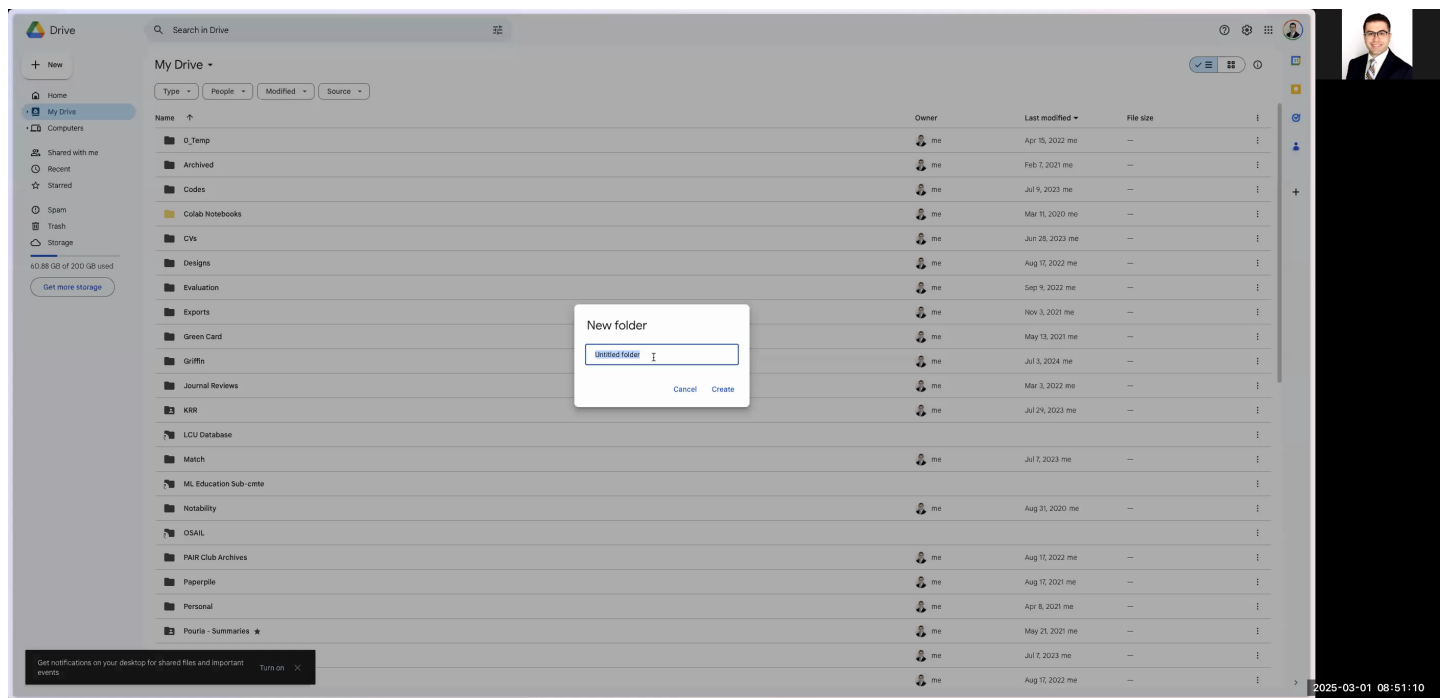 Drive
Search in Drive
New
My Drive
Home
My Drive
Computers
Shared with me
Recent
Starred
Spam
Trash
Storage
60.88 GB of 200 GB used
Get more storage
Type People Modified Source
Name Owner Last modified File size
0_Temp me Apr 15, 2022 me —
Archived me Feb 7, 2021 me —
Codes me Jul 9, 2023 me —
Colab Notebooks me Mar 11, 2020 me —
CVs me Jun 28, 2023 me —
Designs me Aug 17, 2022 me —
Evaluation me Sep 9, 2022 me —
Exports me Nov 3, 2021 me —
Green Card me May 13, 2021 me —
Griffin me Jul 3, 2024 me —
Journal Reviews me Mar 3, 2022 me —
KRR me Jul 29, 2023 me —
LCU Database
Match me Jul 7, 2023 me —
ML Education Sub-cmte
Notability me Aug 31, 2020 me —
OSAIL
PAIR Club Archives me Aug 17, 2022 me —
Paperpile me Aug 17, 2021 me —
Personal me Apr 8, 2021 me —
Pouria - Summaries me May 21, 2021 me —
me Jul 7, 2023 me —
me Aug 17, 2022 me —
New folder
Untitled folder
Cancel Create
Get notifications on your desktop for shared files and important
events
Turn on
2025-03-01 08:51:10